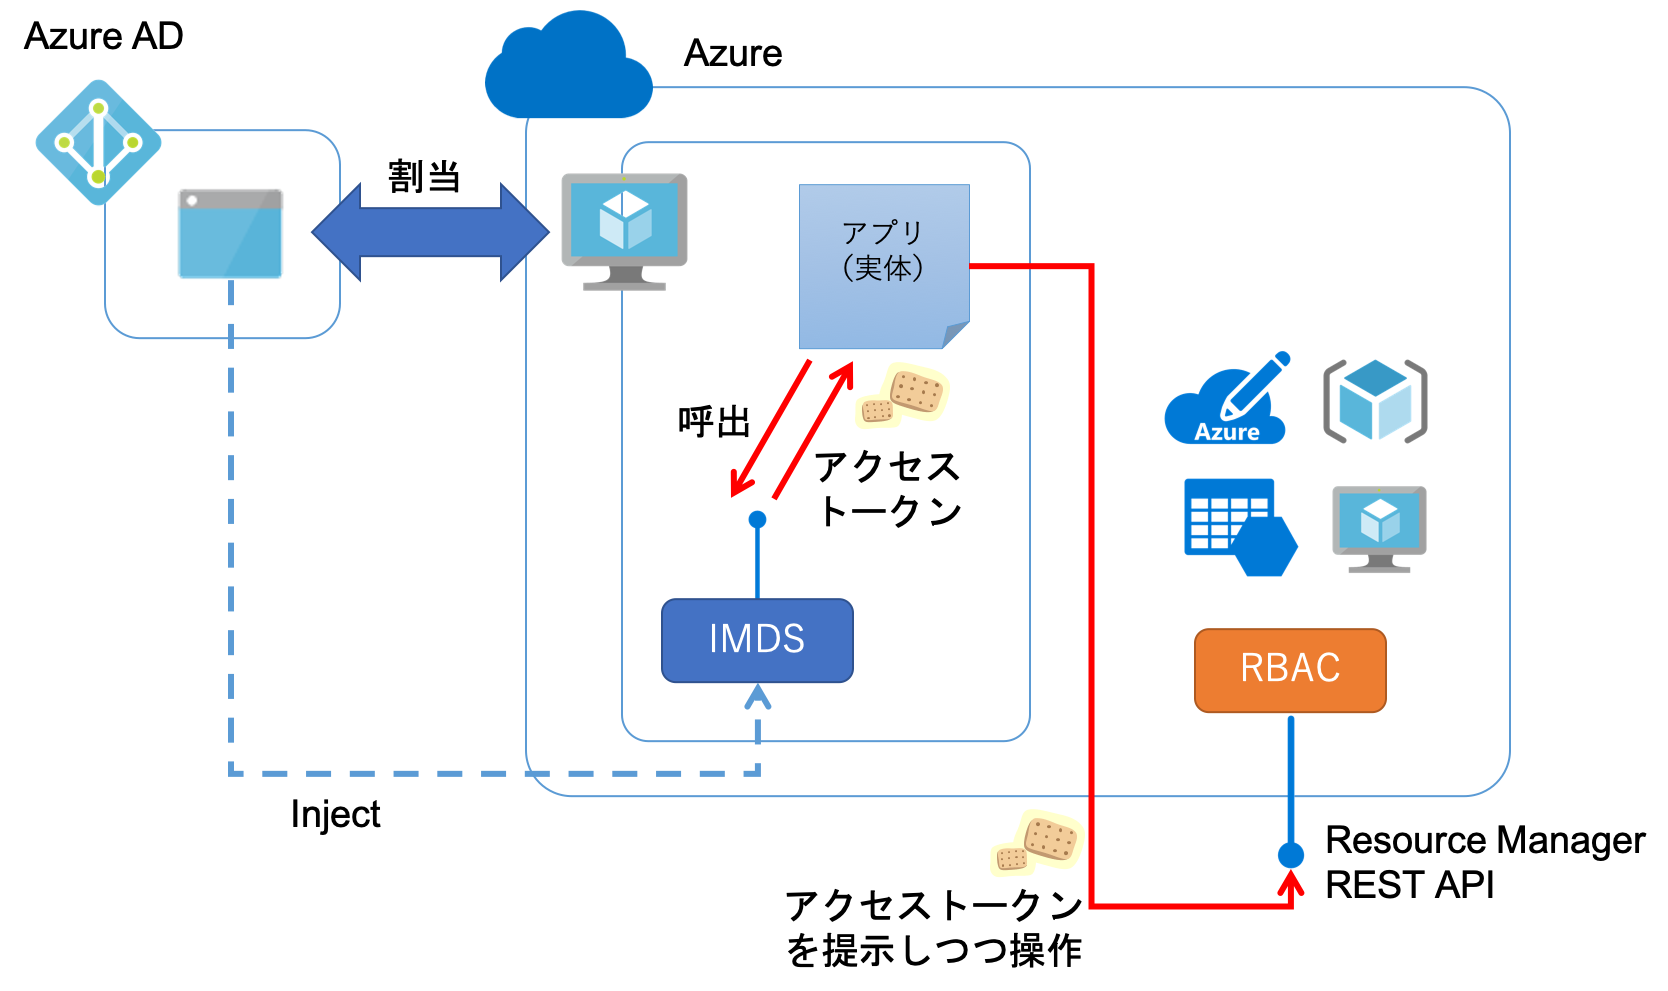 Azure AD
Azure
割当
アプリ
（実体）
呼出
アクセス
トークン
Azure
IMDS
RBAC
Inject
Resource Manager
REST API
アクセストークン
を提示しつつ操作